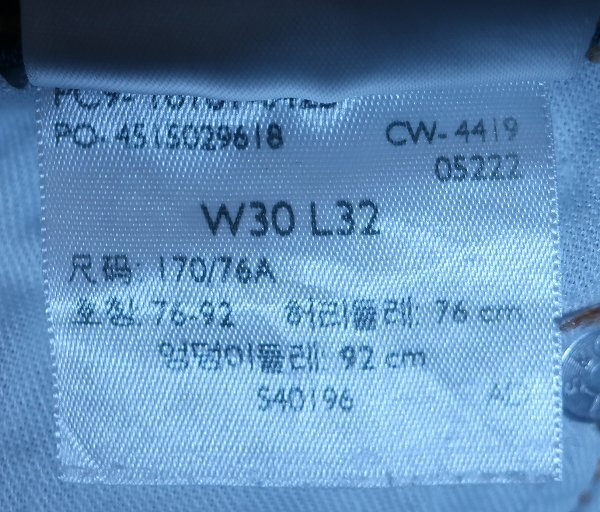 PO- 4515029618 CW- 4419
05222
W30 L32
尺码: 170/76A
호칭: 76-92 허리둘레: 76 cm
엉덩이둘레: 92 cm
S40196